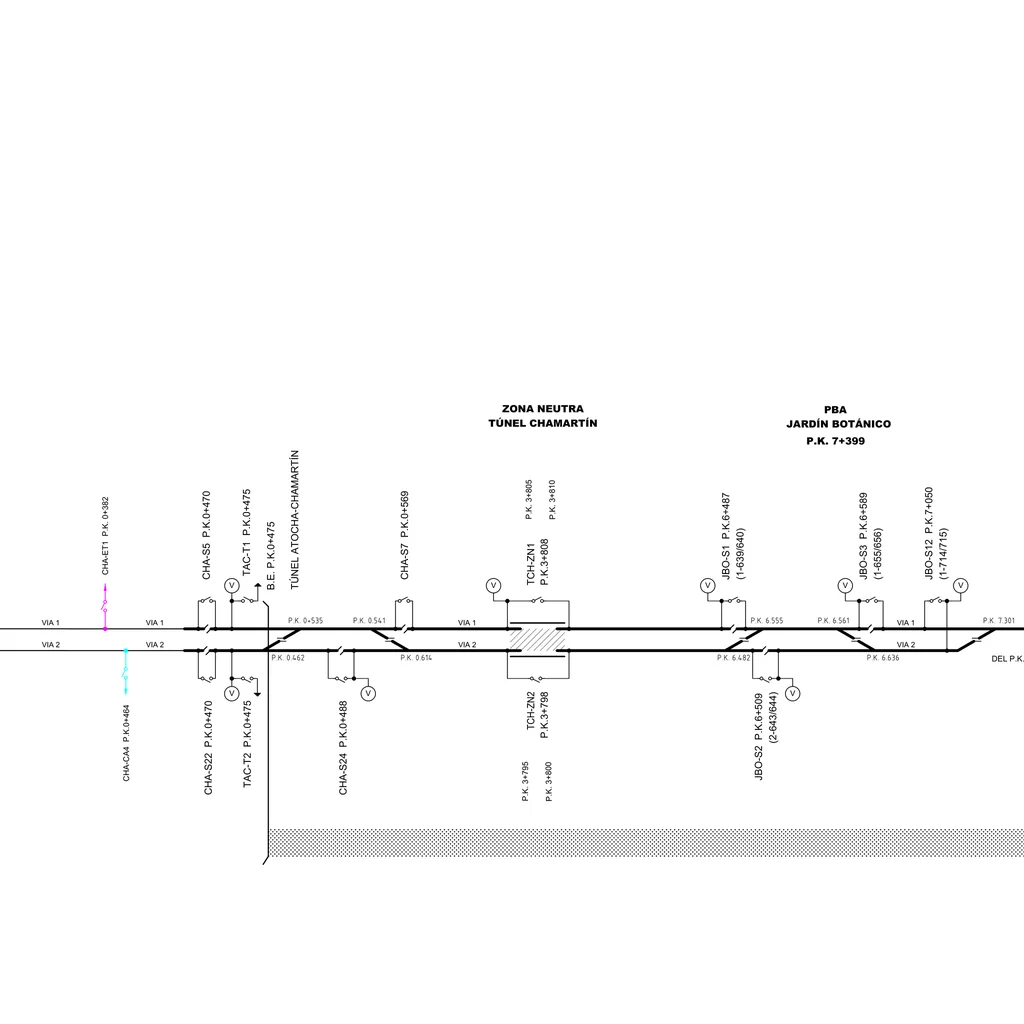 ZONA NEUTRA
TÚNEL CHAMARTÍN
PBA
JARDÍN BOTÁNICO
P.K. 7+399
CHA-ET1 P.K. 0+382
CHA-S5 P.K.0+470
TAC-T1 P.K.0+475
B.E. P.K.0+475
TÚNEL ATOCHA-CHAMARTÍN
CHA-S7 P.K.0+569
P.K. 3+805
P.K. 3+810
TCH-ZN1
P.K.3+808
JBO-S1 P.K.6+487
(1-639/640)
JBO-S3 P.K.6+589
(1-655/656)
JBO-S12 P.K.7+050
(1-714/715)
V
V
V
V
V
VIA 1
VIA 1
P.K. 0+535
P.K. 0.541
VIA 1
P.K. 6.555
P.K. 6.561
VIA 1
P.K. 7.301
VIA 2
VIA 2
VIA 2
VIA 2
P.K. 0.462
P.K. 0.614
P.K. 6.482
P.K. 6.636
DEL P.K.
V
V
V
CHA-CA4 P.K.0+464
CHA-S22 P.K.0+470
TAC-T2 P.K.0+475
CHA-S24 P.K.0+488
TCH-ZN2
P.K.3+798
P.K. 3+795
P.K. 3+800
JBO-S2 P.K.6+509
(2-643/644)